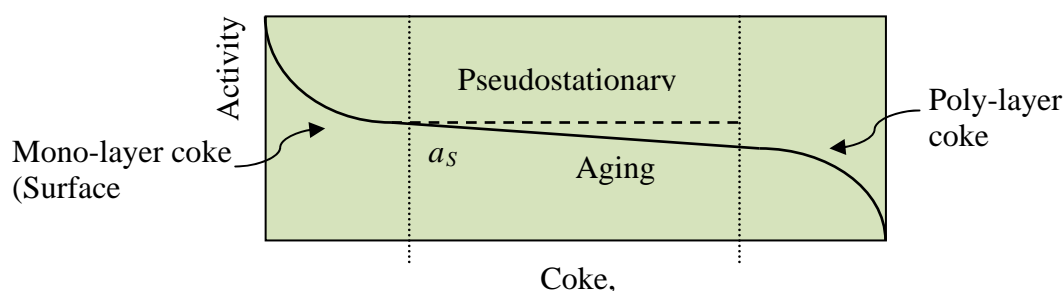 Activity
Pseudostationary
Poly-layer
coke
Mono-layer coke
(Surface
a_S
Aging
Coke,